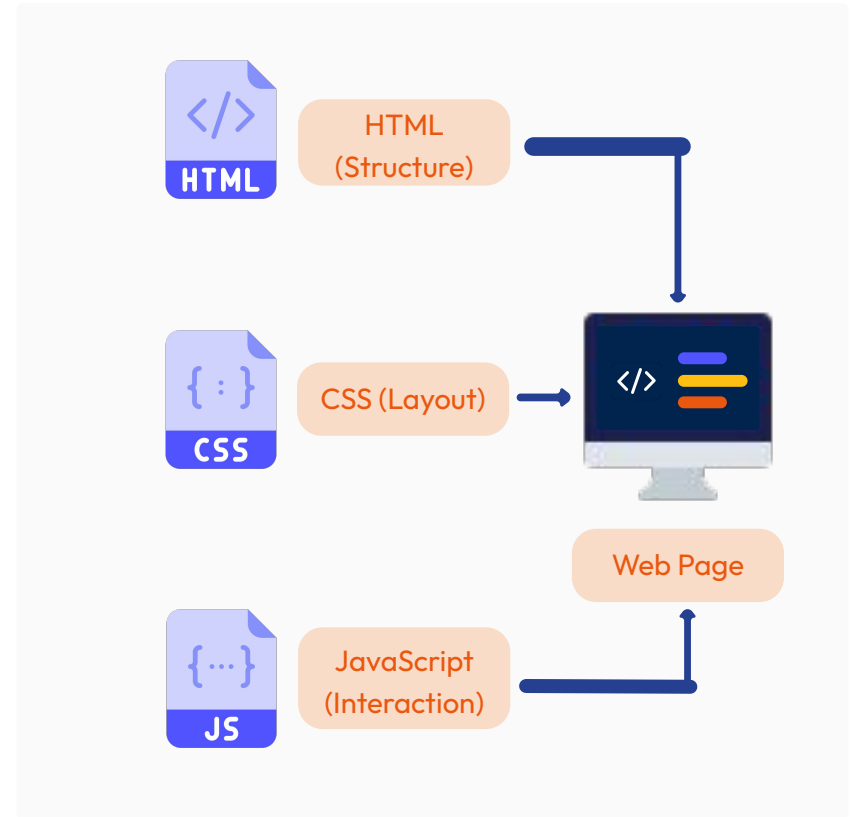 </>
HTML
HTML
(Structure)
{ : }
CSS
CSS (Layout)
</>
Web Page
{···}
JS
JavaScript
(Interaction)